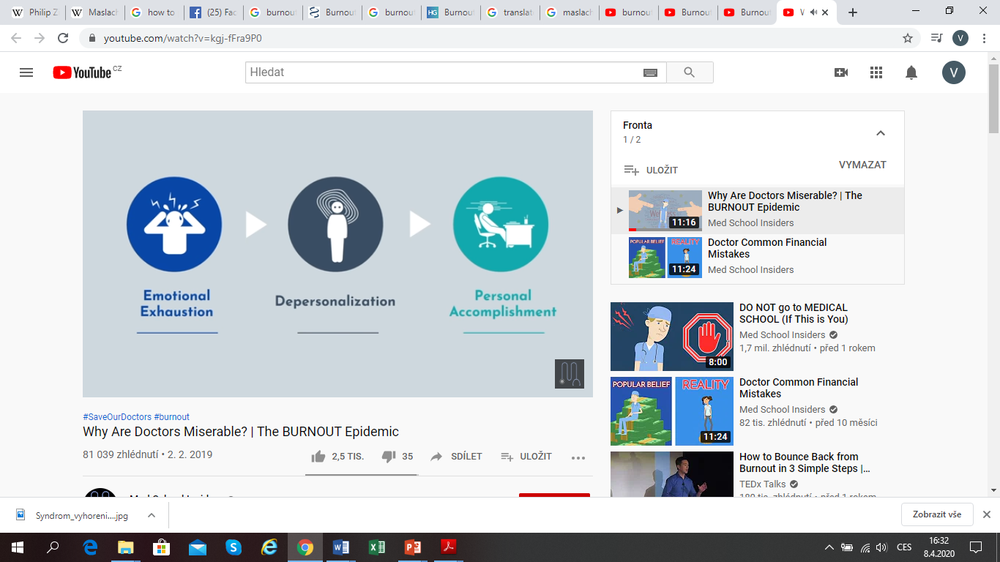 Philip Z
Maslach
how to
(25) Fac
burnout
Burnout
burnout
Burnout
translat
maslach
burnout
Burnout
Burnout
youtube.com/watch?v=kgj-fFra9P0
V
YouTube CZ
Hledat
V
Emotional
Exhaustion
Depersonalization
Personal
Accomplishment
#SaveOurDoctors #burnout
Why Are Doctors Miserable? | The BURNOUT Epidemic
81 039 zhlédnutí • 2. 2. 2019
2,5 TIS.
35
SDÍLET
ULOŽIT
Fronta
1 / 2
ULOŽIT
VYMAZAT
11:16
Why Are Doctors Miserable? | The
BURNOUT Epidemic
Med School Insiders
POPULAR BELIEF
REALITY
11:24
Doctor Common Financial
Mistakes
Med School Insiders
8:00
DO NOT go to MEDICAL
SCHOOL (If This is You)
Med School Insiders
1,7 mil. zhlédnutí • před 1 rokem
POPULAR BELIEF
REALITY
11:24
Doctor Common Financial
Mistakes
Med School Insiders
82 tis. zhlédnutí • před 10 měsíci
How to Bounce Back from
Burnout in 3 Simple Steps |...
TEDx Talks
Syndrom_vyhoreni....jpg
Zobrazit vše
CES
16:32
8.4.2020